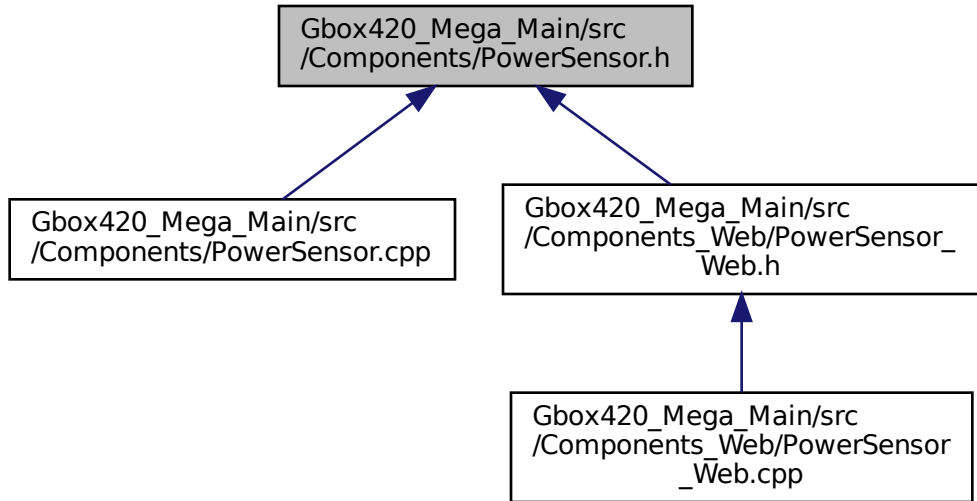 Gbox420_Mega_Main/src
/Components/PowerSensor.h
Gbox420_Mega_Main/src
/Components/PowerSensor.cpp
Gbox420_Mega_Main/src
/Components_Web/PowerSensor_
Web.h
Gbox420_Mega_Main/src
/Components_Web/PowerSensor
_Web.cpp